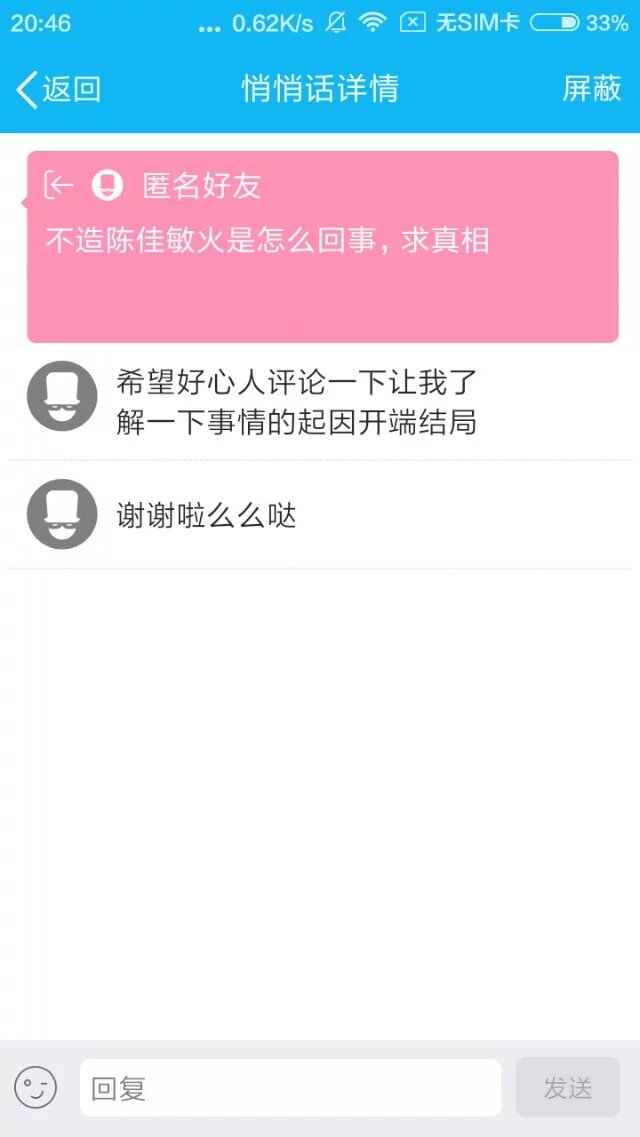 20:46 ... 0.62K/s 无SIM卡 33%
返回 悄悄话详情 屏蔽
匿名好友
不造陈佳敏火是怎么回事，求真相
希望好心人评论一下让我了
解一下事情的起因开端结局
谢谢啦么么哒
回复 发送